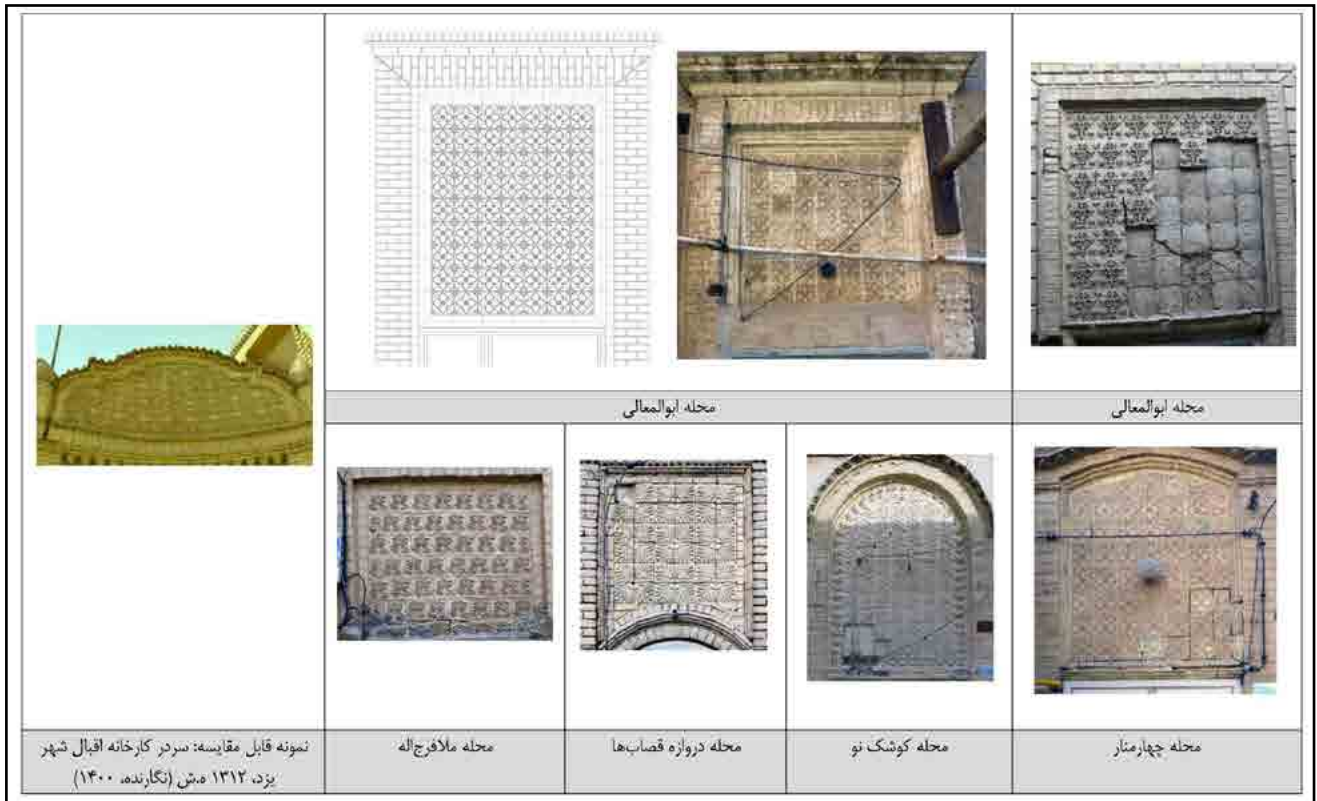 محله ابوالمعالی
محله ابوالمعالی
محله چهارمنار
محله کوشک نو
محله دروازه قصاب‌ها
محله ملافرج‌اله
نمونه قابل مقایسه: سردر کارخانه اقبال شهر
یزد، ۱۳۱۲ ه.ش (نگارنده، ۱۴۰۰)